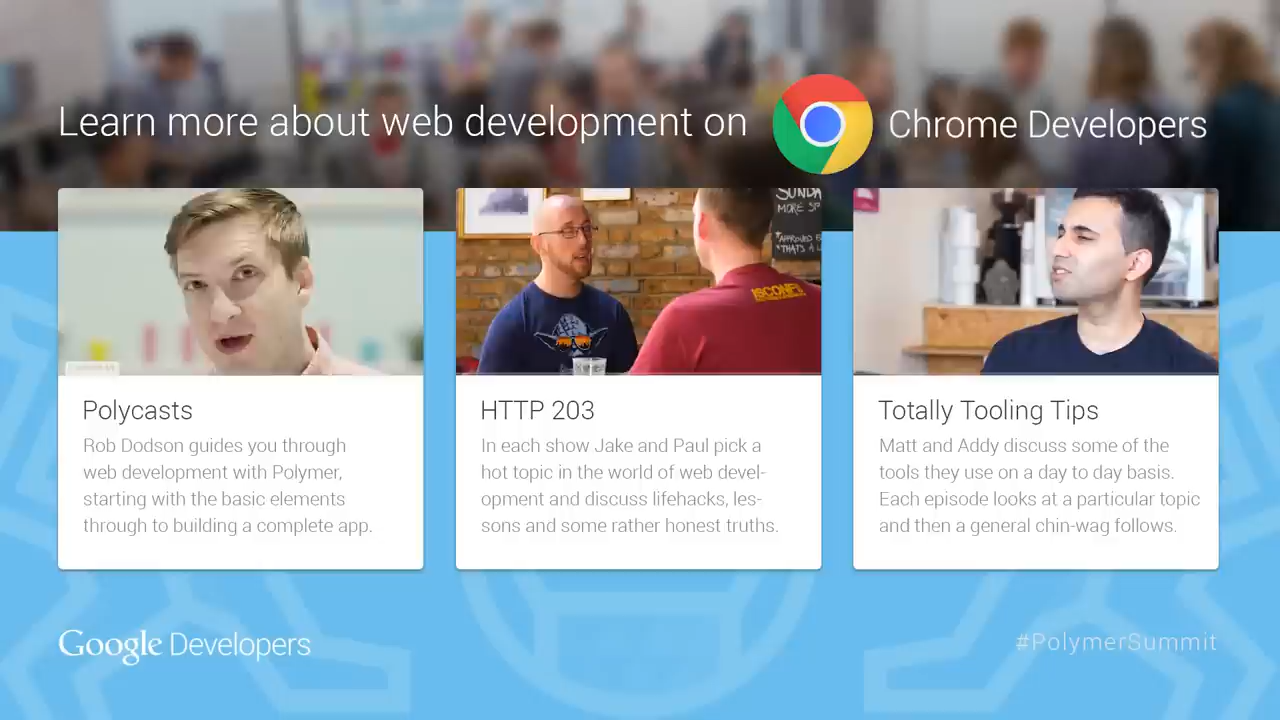 Learn more about web development on Chrome Developers
SUNDA
MORE SP
Polycasts
Rob Dodson guides you through
web development with Polymer,
starting with the basic elements
through to building a complete app.
HTTP 203
In each show Jake and Paul pick a
hot topic in the world of web devel-
opment and discuss lifehacks, les-
sons and some rather honest truths.
Totally Tooling Tips
Matt and Addy discuss some of the
tools they use on a day to day basis.
Each episode looks at a particular topic
and then a general chin-wag follows.
Google Developers
#PolymerSummit